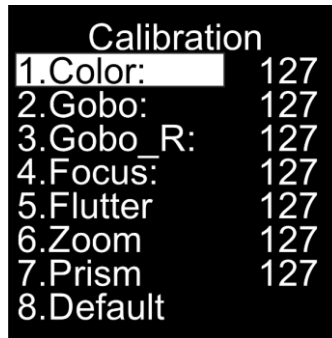 Calibration
1.Color: 127
2.Gobo: 127
3.Gobo_R: 127
4.Focus: 127
5.Flutter 127
6.Zoom 127
7.Prism 127
8.Default